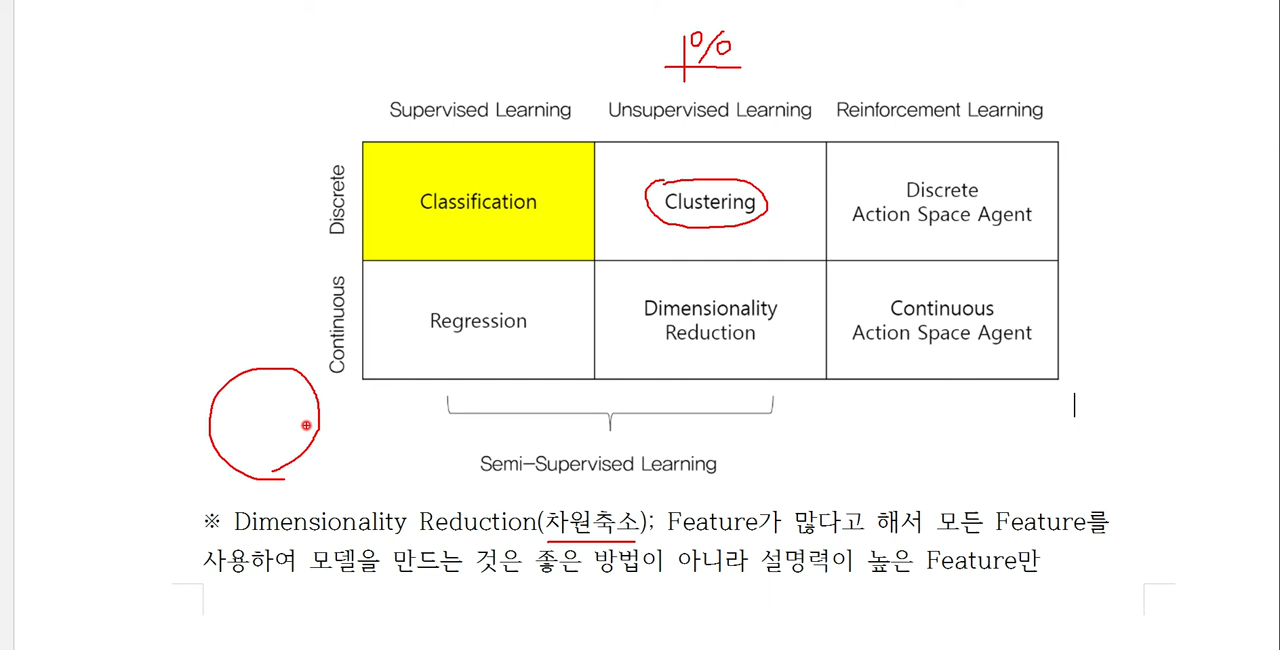 10%
Supervised Learning Unsupervised Learning Reinforcement Learning
Discrete
Classification
Clustering
Discrete
Action Space Agent
Continuous
Regression
Dimensionality
Reduction
Continuous
Action Space Agent
Semi-Supervised Learning
※ Dimensionality Reduction(차원축소); Feature가 많다고 해서 모든 Feature를
사용하여 모델을 만드는 것은 좋은 방법이 아니라 설명력이 높은 Feature만